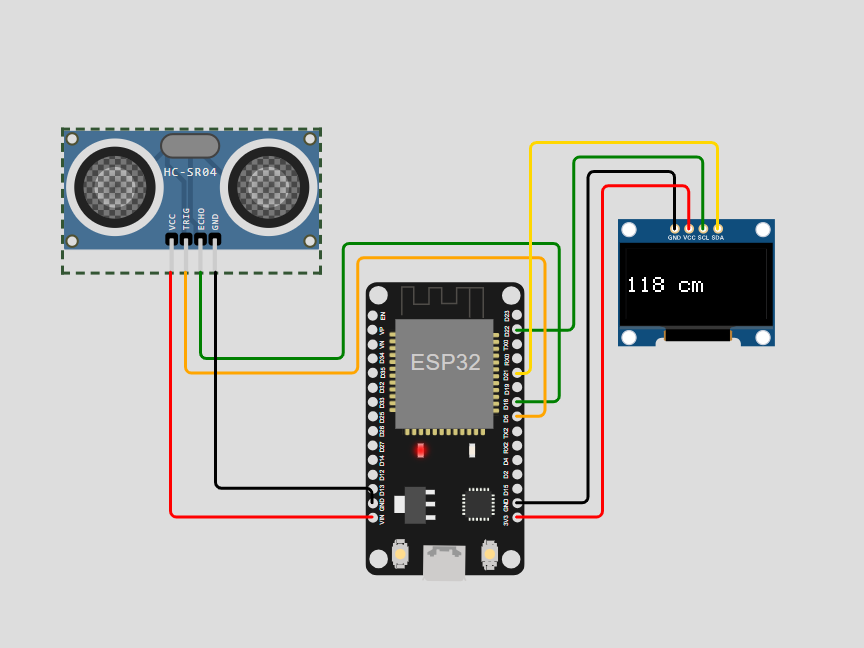 HC-SR04
VCC
TRIG
ECHO
GND
GND VCC SCL SDA
118 cm
ESP32
EN
VP
VN
D34
D35
D32
D33
D25
D26
D27
D14
D12
D13
GND
VIN
D23
D22
TX0
RX0
D21
D19
D18
D5
TX2
RX2
D4
D2
D15
GND
3V3